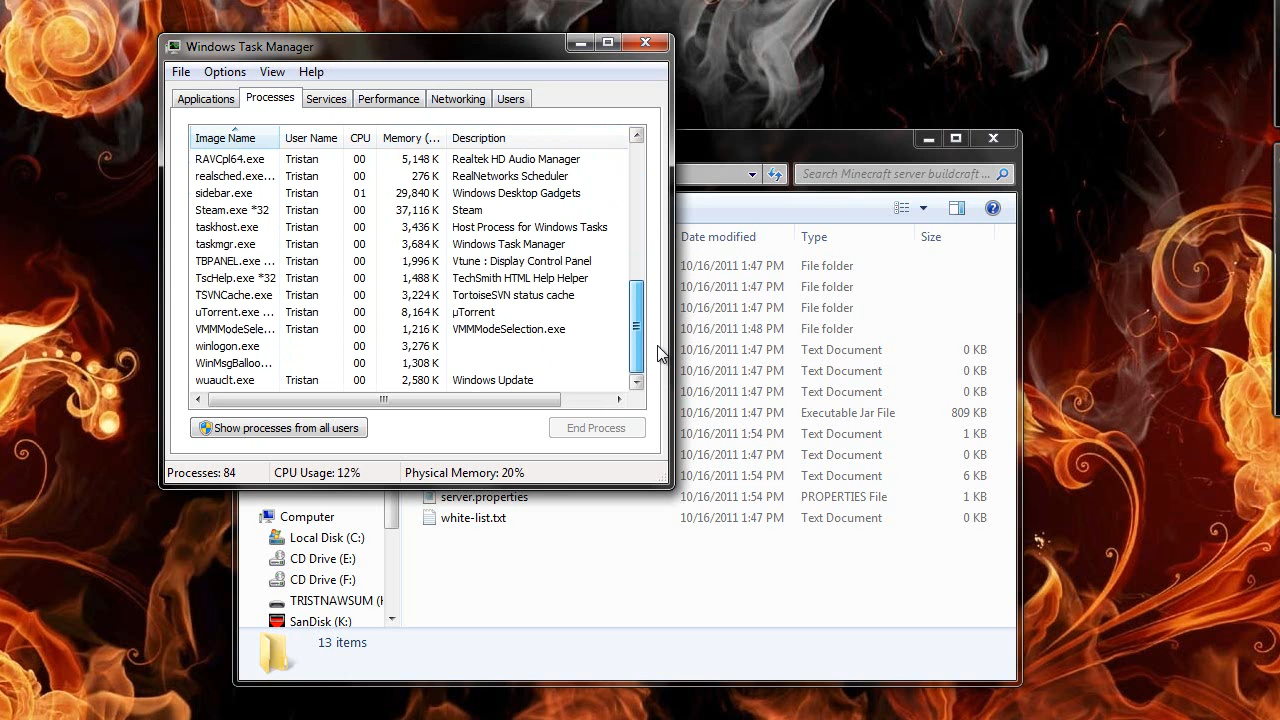 Windows Task Manager
File Options View Help
Applications Processes Services Performance Networking Users
Image Name User Name CPU Memory (... Description
RAVCpl64.exe Tristan 00 5,148 K Realtek HD Audio Manager
realsched.exe... Tristan 00 276 K RealNetworks Scheduler
sidebar.exe Tristan 01 29,840 K Windows Desktop Gadgets
Steam.exe *32 Tristan 00 37,116 K Steam
taskhost.exe Tristan 00 3,436 K Host Process for Windows Tasks
taskmgr.exe Tristan 00 3,684 K Windows Task Manager
TBPANEL.exe ... Tristan 00 1,996 K Vtune : Display Control Panel
TscHelp.exe *32 Tristan 00 1,488 K TechSmith HTML Help Helper
TSVNCache.exe Tristan 00 3,224 K TortoiseSVN status cache
uTorrent.exe ... Tristan 00 8,164 K µTorrent
VMMModeSele... Tristan 00 1,216 K VMMModeSelection.exe
winlogon.exe 00 3,276 K
WinMsgBalloo... 00 1,308 K
wuauclt.exe Tristan 00 2,580 K Windows Update
Show processes from all users End Process
Processes: 84 CPU Usage: 12% Physical Memory: 20%
Search Minecraft server buildcraft ...
Date modified Type Size
10/16/2011 1:47 PM File folder
10/16/2011 1:47 PM File folder
10/16/2011 1:47 PM File folder
10/16/2011 1:48 PM File folder
10/16/2011 1:47 PM Text Document 0 KB
10/16/2011 1:47 PM Text Document 0 KB
10/16/2011 1:47 PM Text Document 0 KB
10/16/2011 1:47 PM Executable Jar File 809 KB
10/16/2011 1:54 PM Text Document 1 KB
10/16/2011 1:47 PM Text Document 0 KB
10/16/2011 1:54 PM Text Document 6 KB
server.properties 10/16/2011 1:54 PM PROPERTIES File 1 KB
white-list.txt 10/16/2011 1:47 PM Text Document 0 KB
Computer
Local Disk (C:)
CD Drive (E:)
CD Drive (F:)
TRISTNAWSUM (
SanDisk (K:)
13 items